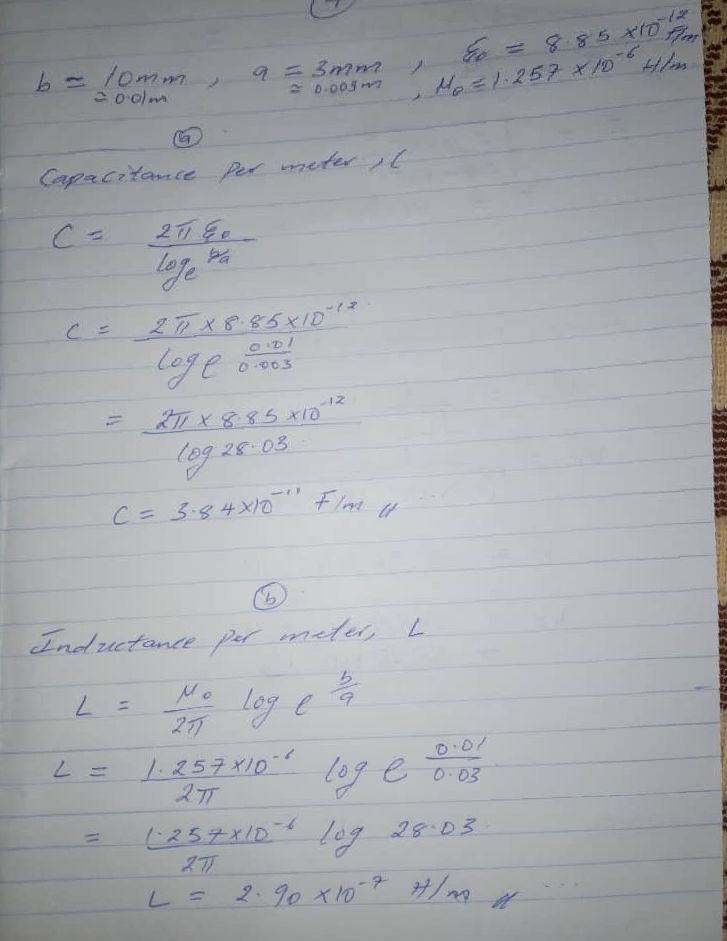 b ≃ 10mm , a = 3mm , ε₀ = 8.85 ×10⁻¹² F/m
≃ 0.01m ≃ 0.003m , μ₀ = 1.257 ×10⁻⁶ H/m
(a)
Capacitance per meter, C
C = 2π ε₀ / logₑ b/a
C = 2π × 8.85×10⁻¹² / log e 0.01/0.003
= 2π × 8.85 ×10⁻¹² / log 28.03
C = 3.84×10⁻¹¹ F/m
(b)
Inductance per meter, L
L = μ₀/2π log e b/a
L = 1.257×10⁻⁶/2π log e 0.01/0.03
= 1.257×10⁻⁶/2π log 28.03
L = 2.90 ×10⁻⁷ H/m